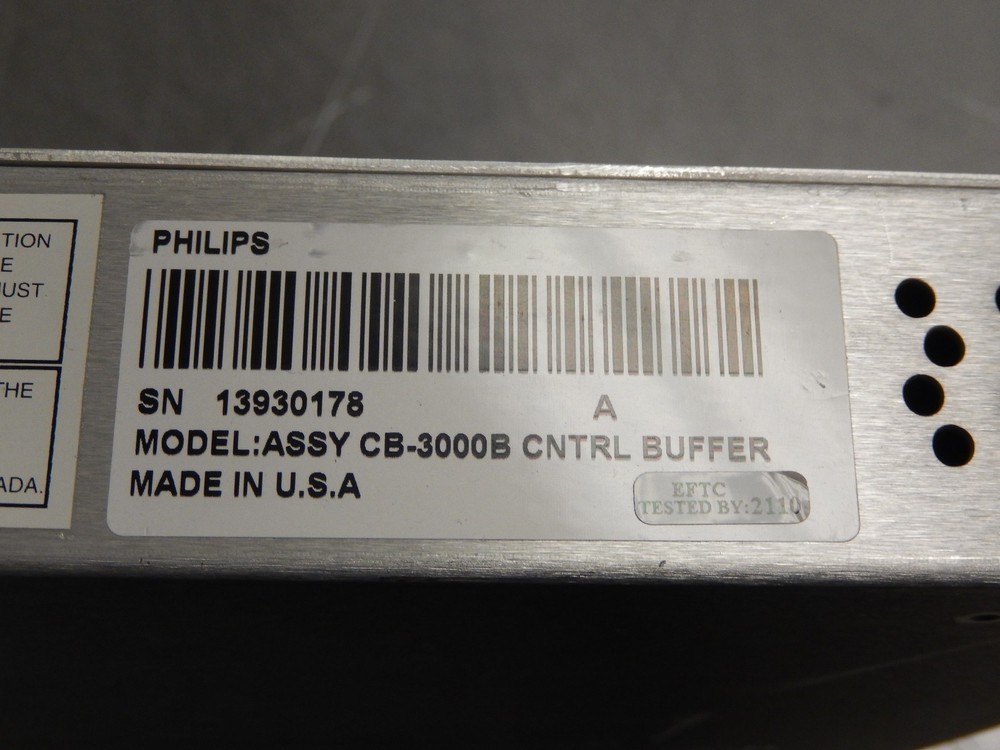 TION
E
UST
E
THE
ADA.
PHILIPS
SN 13930178 A
MODEL:ASSY CB-3000B CNTRL BUFFER
MADE IN U.S.A
EFTC
TESTED BY:2110